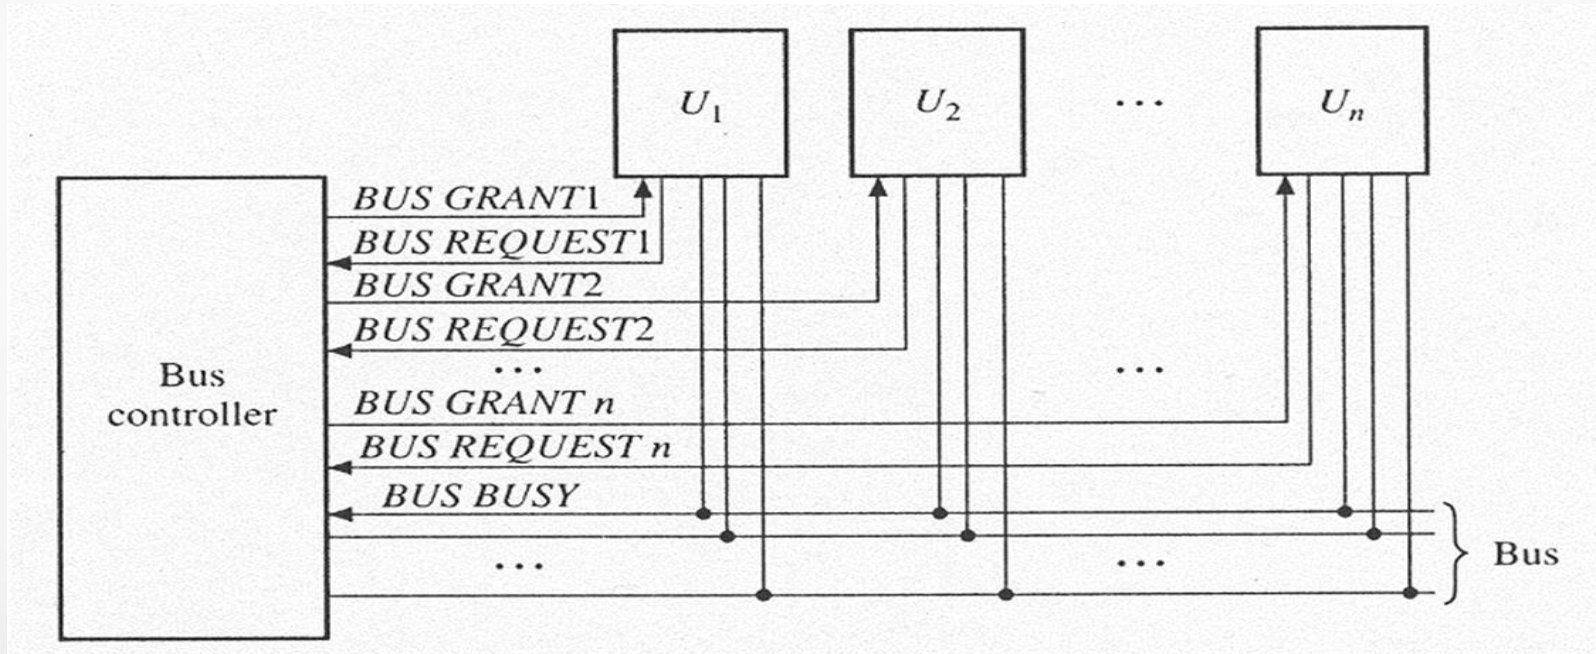 U1 U2 ... Un
BUS GRANT1
BUS REQUEST1
BUS GRANT2
BUS REQUEST2
... ...
BUS GRANT n
BUS REQUEST n
BUS BUSY
Bus
controller
... ...
Bus